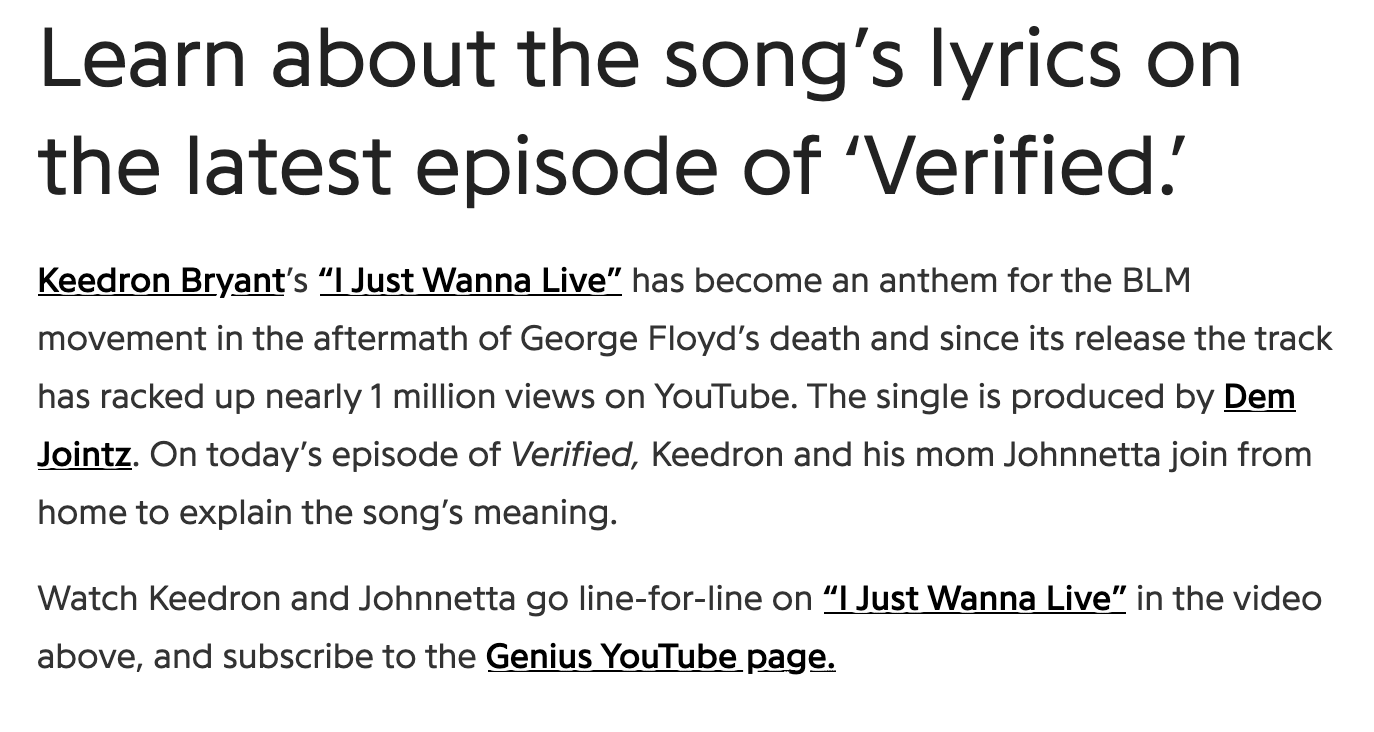 Learn about the song’s lyrics on
the latest episode of ‘Verified.’
Keedron Bryant’s “I Just Wanna Live” has become an anthem for the BLM
movement in the aftermath of George Floyd’s death and since its release the track
has racked up nearly 1 million views on YouTube. The single is produced by Dem
Jointz. On today’s episode of Verified, Keedron and his mom Johnnetta join from
home to explain the song’s meaning.
Watch Keedron and Johnnetta go line-for-line on “I Just Wanna Live” in the video
above, and subscribe to the Genius YouTube page.